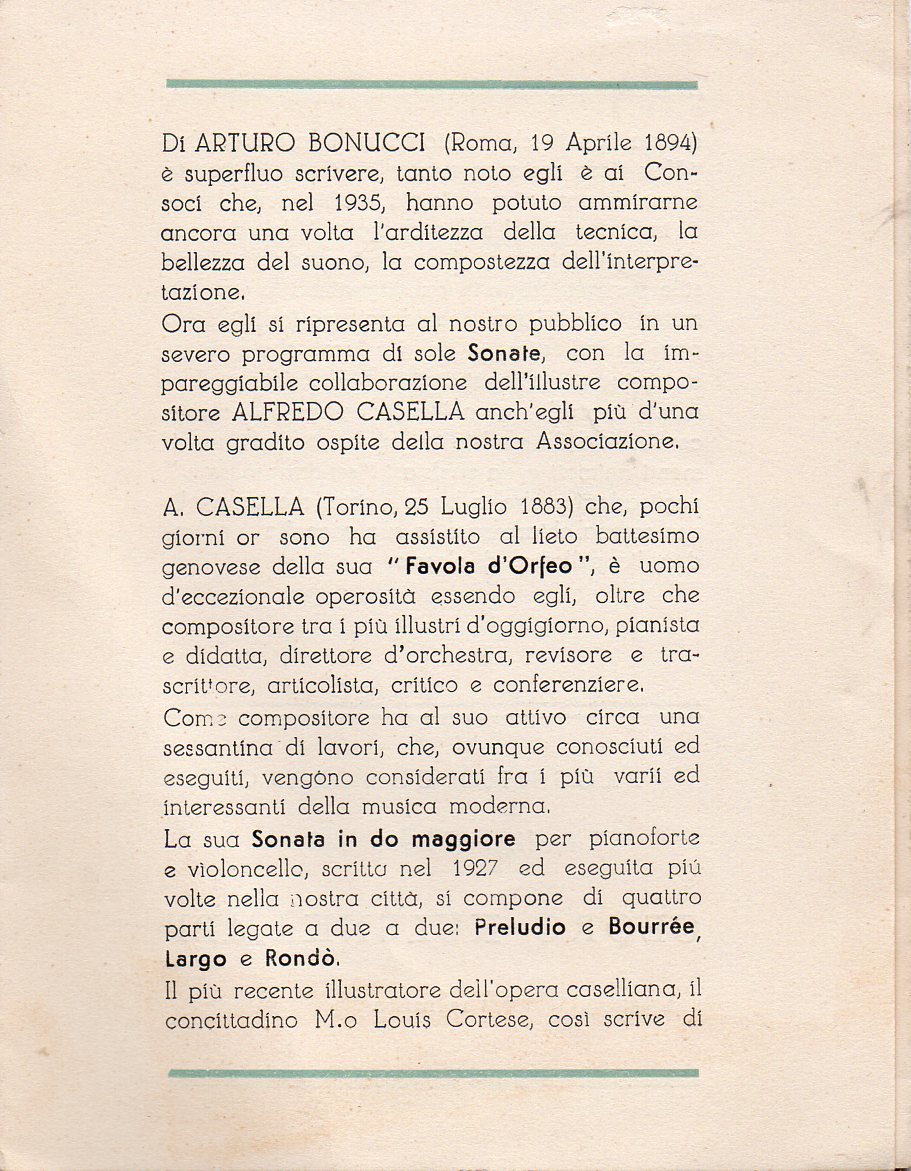 Di ARTURO BONUCCI (Roma, 19 Aprile 1894)
è superfluo scrivere, tanto noto egli è ai Con-
soci che, nel 1935, hanno potuto ammirarne
ancora una volta l'arditezza della tecnica, la
bellezza del suono, la compostezza dell'interpre-
tazione.
Ora egli si ripresenta al nostro pubblico in un
severo programma di sole Sonate, con la im-
pareggiabile collaborazione dell'illustre compo-
sitore ALFREDO CASELLA anch'egli più d'una
volta gradito ospite della nostra Associazione.
A. CASELLA (Torino, 25 Luglio 1883) che, pochi
giorni or sono ha assistito al lieto battesimo
genovese della sua "Favola d'Orfeo", è uomo
d'eccezionale operosità essendo egli, oltre che
compositore tra i più illustri d'oggigiorno, pianista
e didatta, direttore d'orchestra, revisore e tra-
scrittore, articolista, critico e conferenziere.
Come compositore ha al suo attivo circa una
sessantina di lavori, che, ovunque conosciuti ed
eseguiti, vengono considerati fra i più varii ed
interessanti della musica moderna.
La sua Sonata in do maggiore per pianoforte
e violoncello, scritta nel 1927 ed eseguita più
volte nella nostra città, si compone di quattro
parti legate a due a due: Preludio e Bourrée,
Largo e Rondò.
Il più recente illustratore dell'opera caselliana, il
concittadino M.o Louis Cortese, così scrive di